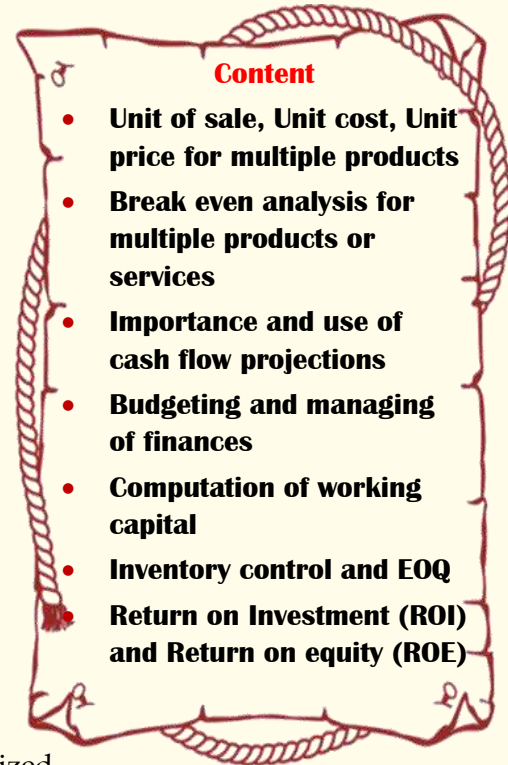 Content
• Unit of sale, Unit cost, Unit
price for multiple products
• Break even analysis for
multiple products or
services
• Importance and use of
cash flow projections
• Budgeting and managing
of finances
• Computation of working
capital
• Inventory control and EOQ
• Return on Investment (ROI)
and Return on equity (ROE)